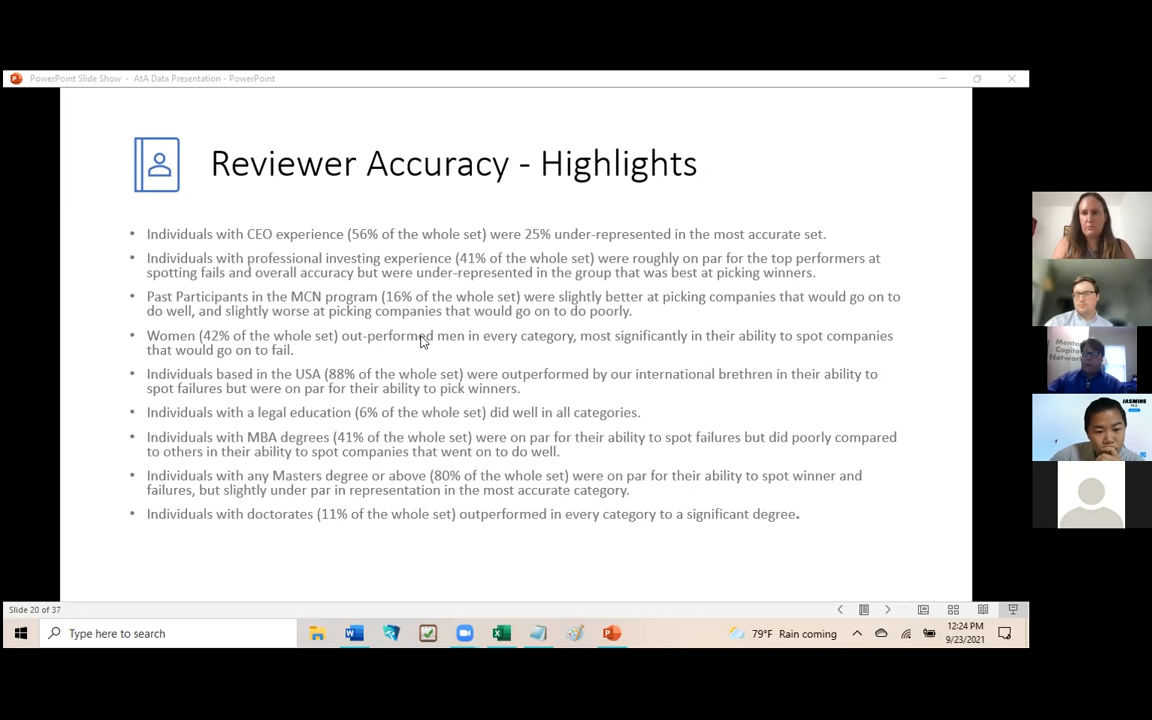 PowerPoint Slide Show - AtA Data Presentation - PowerPoint
Reviewer Accuracy - Highlights
• Individuals with CEO experience (56% of the whole set) were 25% under-represented in the most accurate set.
• Individuals with professional investing experience (41% of the whole set) were roughly on par for the top performers at
spotting fails and overall accuracy but were under-represented in the group that was best at picking winners.
• Past Participants in the MCN program (16% of the whole set) were slightly better at picking companies that would go on to
do well, and slightly worse at picking companies that would go on to do poorly.
• Women (42% of the whole set) out-performed men in every category, most significantly in their ability to spot companies
that would go on to fail.
• Individuals based in the USA (88% of the whole set) were outperformed by our international brethren in their ability to
spot failures but were on par for their ability to pick winners.
• Individuals with a legal education (6% of the whole set) did well in all categories.
• Individuals with MBA degrees (41% of the whole set) were on par for their ability to spot failures but did poorly compared
to others in their ability to spot companies that went on to do well.
• Individuals with any Masters degree or above (80% of the whole set) were on par for their ability to spot winner and
failures, but slightly under par in representation in the most accurate category.
• Individuals with doctorates (11% of the whole set) outperformed in every category to a significant degree.
Mento
Capita
Network
JASMINE
Slide 20 of 37
Type here to search
79°F Rain coming
12:24 PM
9/23/2021